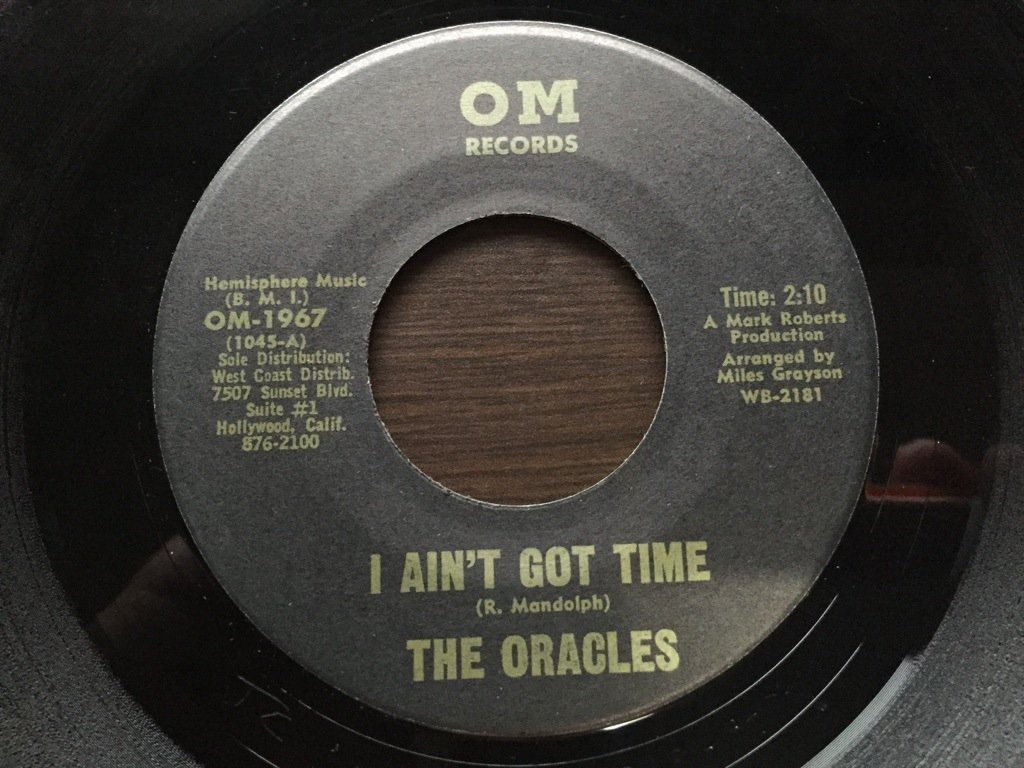 OM
RECORDS
Hemisphere Music
(B. M. I.)
OM-1967
(1045-A)
Sole Distribution:
West Coast Distrib.
7507 Sunset Blvd.
Suite #1
Hollywood, Calif.
876-2100
Time: 2:10
A Mark Roberts
Production
Arranged by
Miles Grayson
WB-2181
I AIN'T GOT TIME
(R. Mandolph)
THE ORACLES